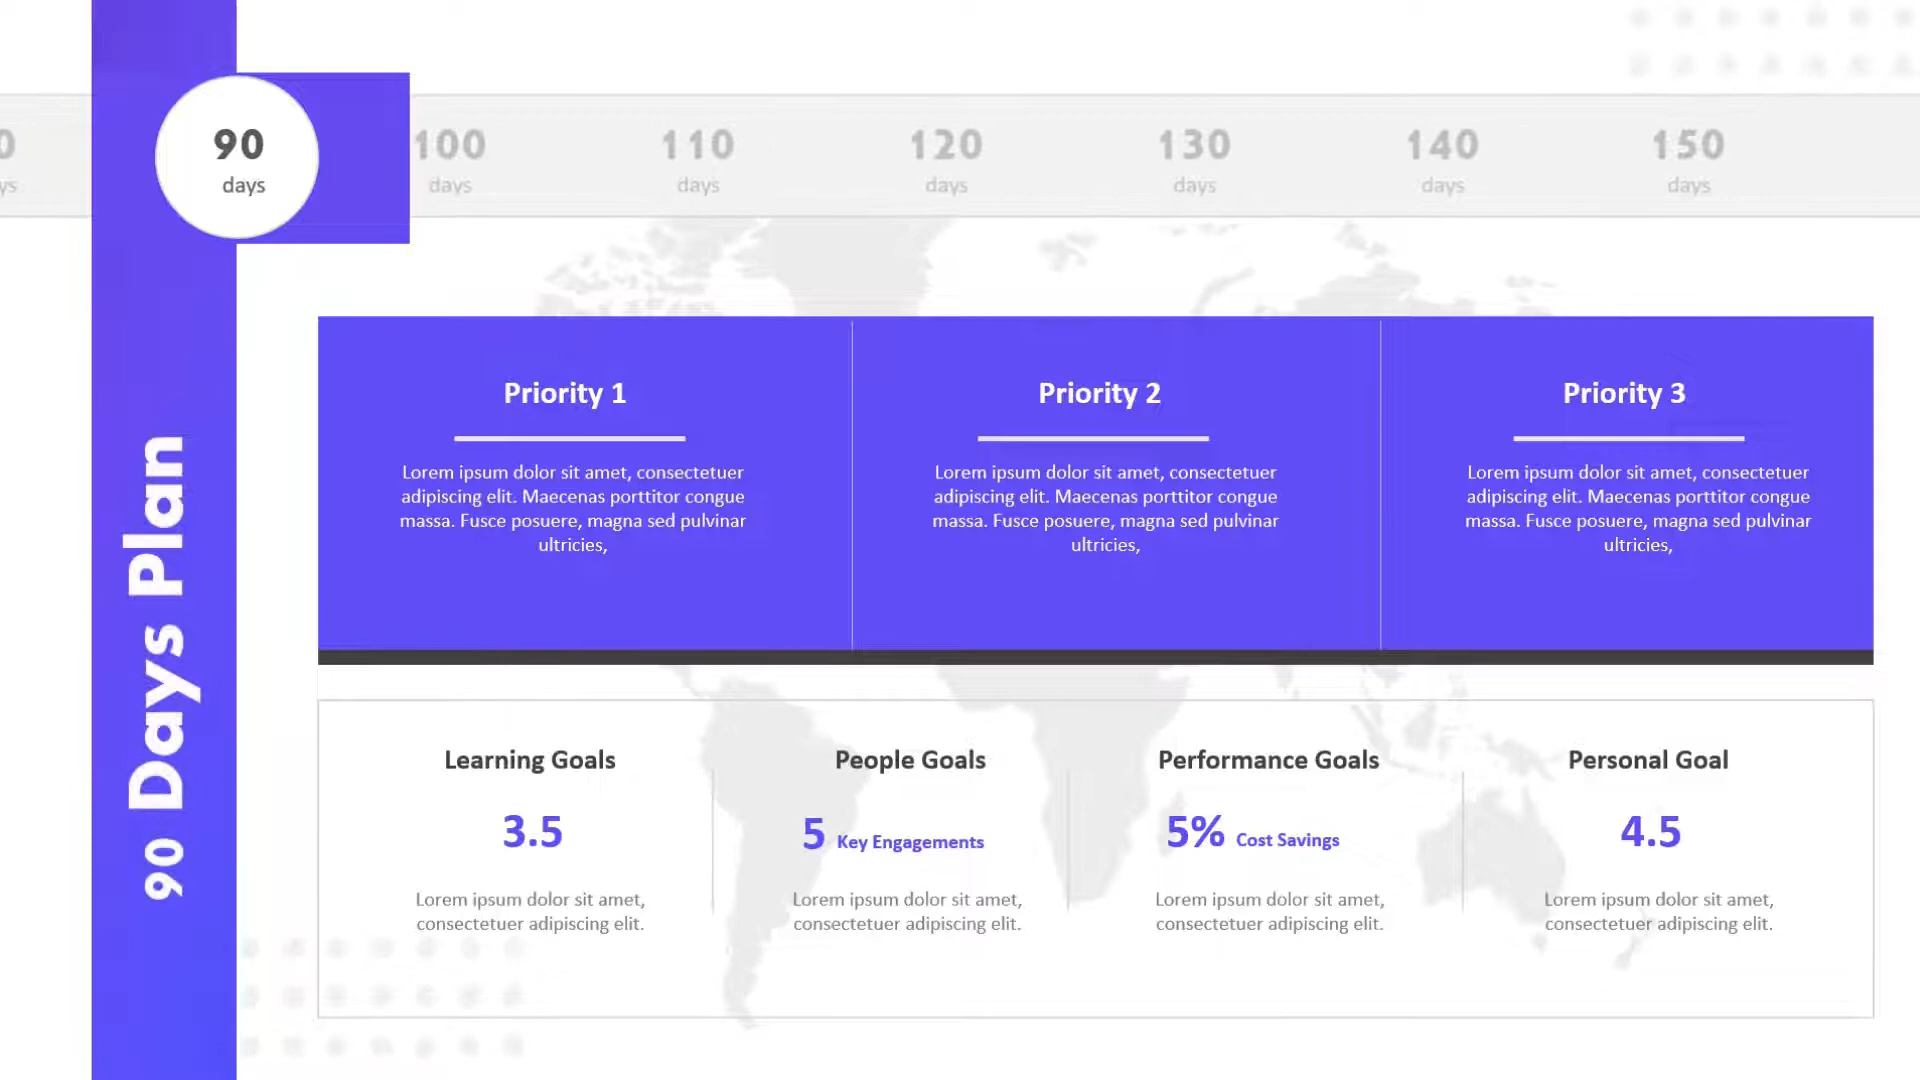 0
ys
90
days
100
days
110
days
120
days
130
days
140
days
150
days
90 Days Plan
Priority 1
Lorem ipsum dolor sit amet, consectetuer
adipiscing elit. Maecenas porttitor congue
massa. Fusce posuere, magna sed pulvinar
ultricies,
Priority 2
Lorem ipsum dolor sit amet, consectetuer
adipiscing elit. Maecenas porttitor congue
massa. Fusce posuere, magna sed pulvinar
ultricies,
Priority 3
Lorem ipsum dolor sit amet, consectetuer
adipiscing elit. Maecenas porttitor congue
massa. Fusce posuere, magna sed pulvinar
ultricies,
Learning Goals
3.5
Lorem ipsum dolor sit amet,
consectetuer adipiscing elit.
People Goals
5 Key Engagements
Lorem ipsum dolor sit amet,
consectetuer adipiscing elit.
Performance Goals
5% Cost Savings
Lorem ipsum dolor sit amet,
consectetuer adipiscing elit.
Personal Goal
4.5
Lorem ipsum dolor sit amet,
consectetuer adipiscing elit.